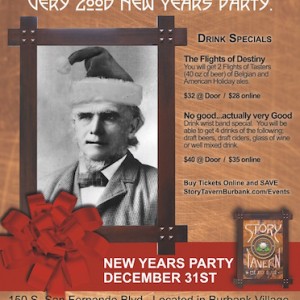 VERY GOOD NEW YEARS PARTY.
DRINK SPECIALS
The Flights of Destiny
You will get 2 Flights of Tasters
(40 oz of beer) of Belgian and
American Holiday ales.
$32 @ Door / $28 online
No good...actually very Good
Drink wrist band special. You will be
able to get 4 drinks of the following:
draft beers, draft ciders, glass of wine
or well mixed drink.
$40 @ Door / $35 online
Buy Tickets Online and SAVE
StoryTavernBurbank.com/Events
STORY
TAVERN
NEW YEARS PARTY
DECEMBER 31ST
150 S. San Fernando Blvd - Located in Burbank Village